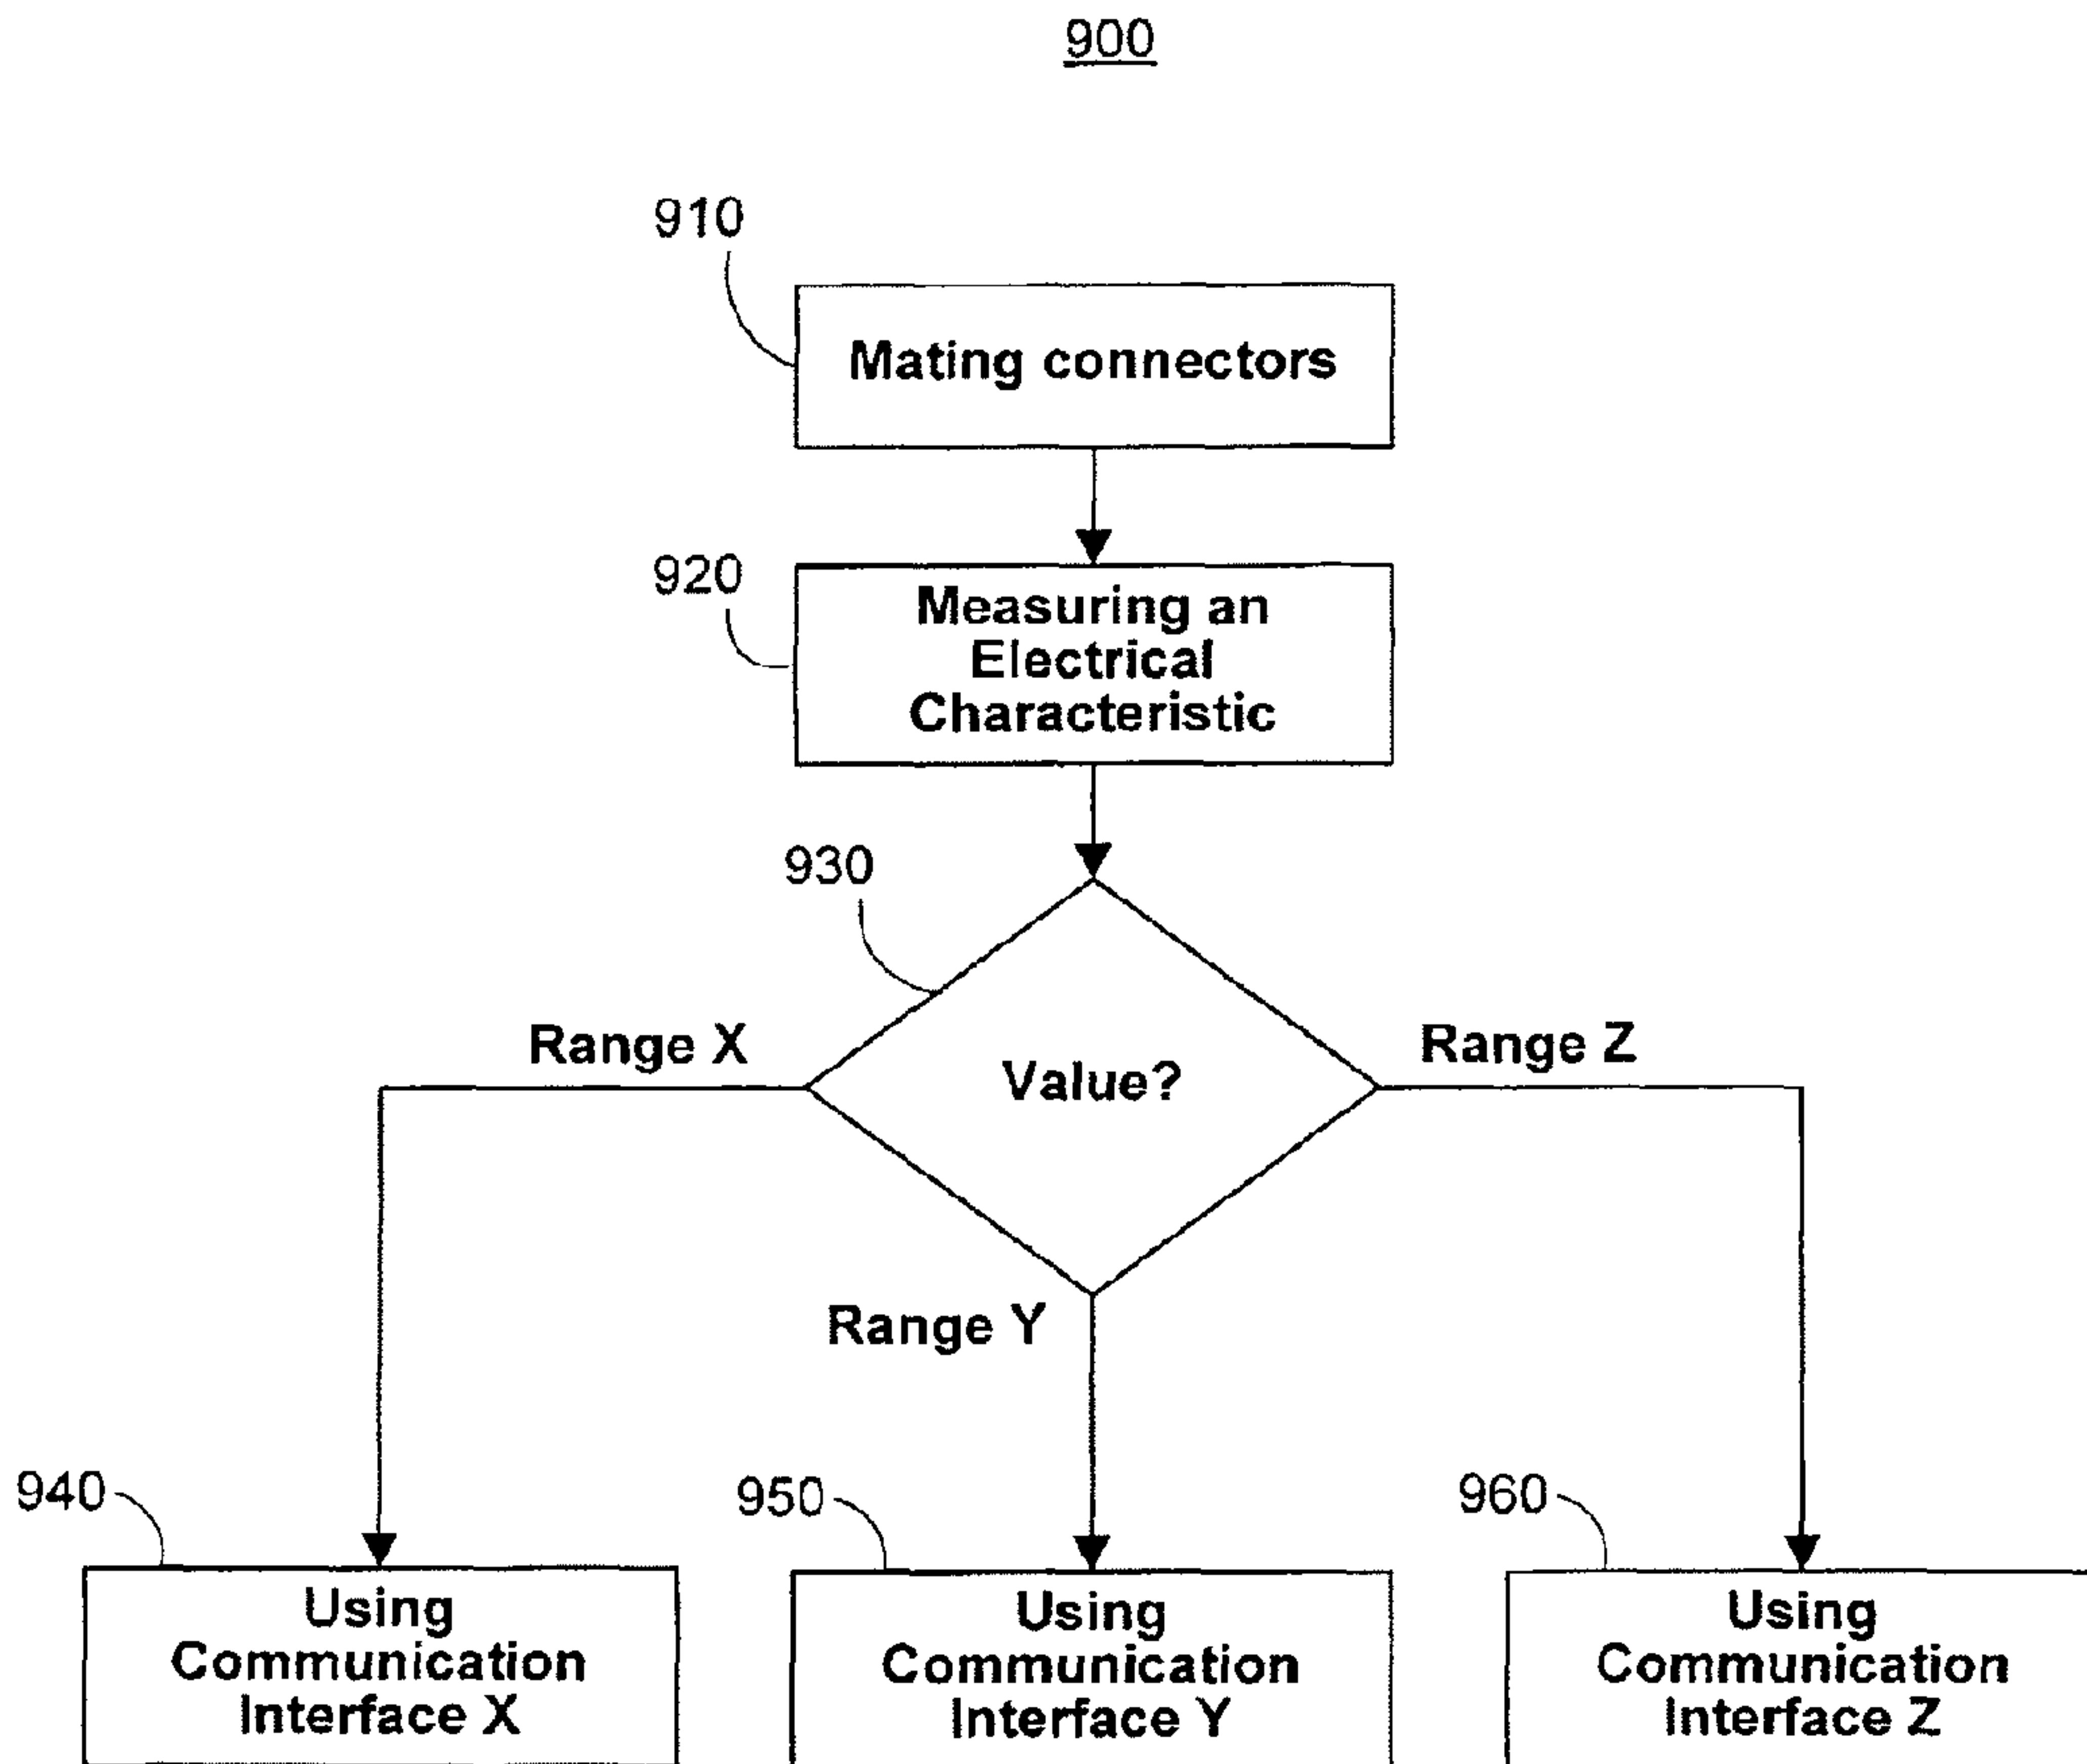 900
910
Mating connectors
920
Measuring an
Electrical
Characteristic
930
Range X
Value?
Range Z
Range Y
940
Using
Communication
Interface X
950
Using
Communication
Interface Y
960
Using
Communication
Interface Z